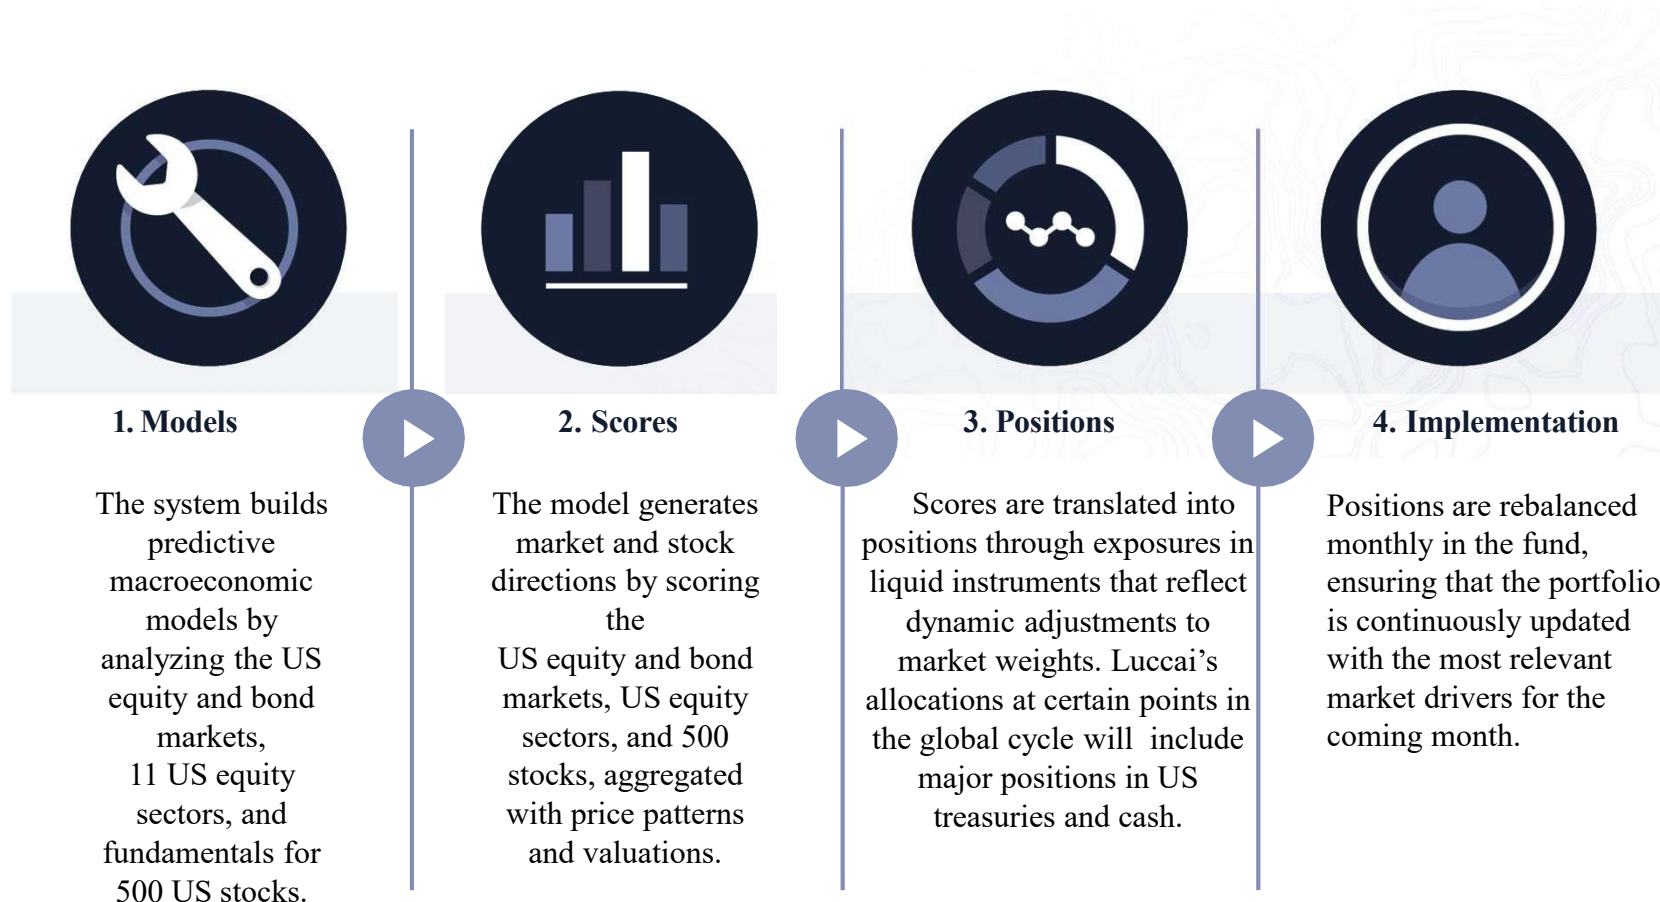 1. Models
The system builds
predictive
macroeconomic
models by
analyzing the US
equity and bond
markets,
11 US equity
sectors, and
fundamentals for
500 US stocks.
2. Scores
The model generates
market and stock
directions by scoring
the
US equity and bond
markets, US equity
sectors, and 500
stocks, aggregated
with price patterns
and valuations.
3. Positions
Scores are translated into
positions through exposures in
liquid instruments that reflect
dynamic adjustments to
market weights. Luccai’s
allocations at certain points in
the global cycle will  include
major positions in US
treasuries and cash.
4. Implementation
Positions are rebalanced
monthly in the fund,
ensuring that the portfolio
is continuously updated
with the most relevant
market drivers for the
coming month.